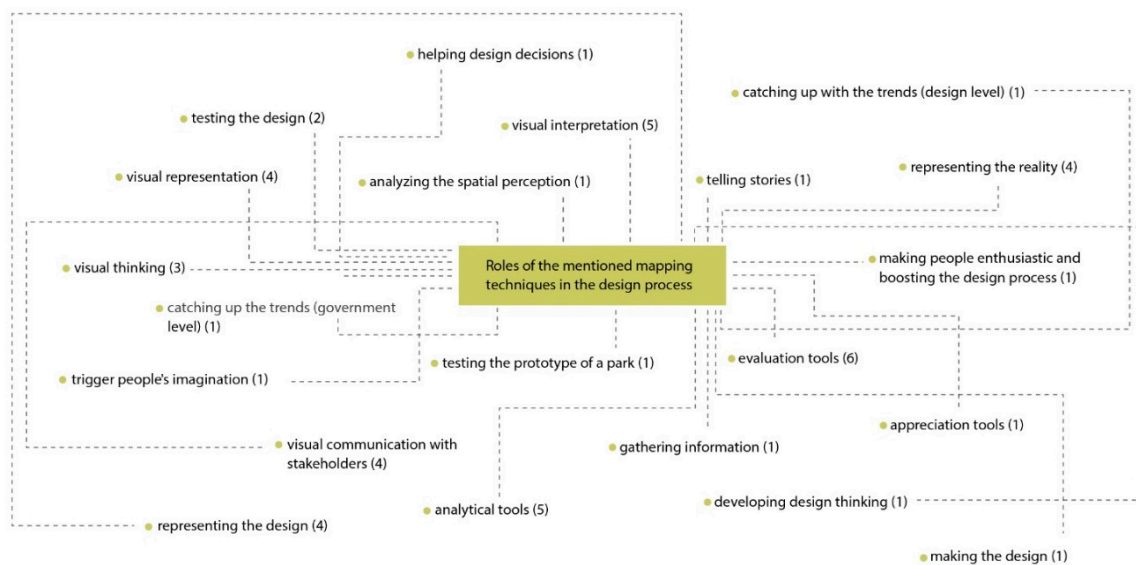 helping design decisions (1)
catching up with the trends (design level) (1)
testing the design (2)
visual interpretation (5)
representing the reality (4)
visual representation (4)
analyzing the spatial perception (1)
telling stories (1)
Roles of the mentioned mapping
techniques in the design process
making people enthusiastic and
boosting the design process (1)
visual thinking (3)
catching up the trends (government
level) (1)
testing the prototype of a park (1)
evaluation tools (6)
trigger people's imagination (1)
appreciation tools (1)
visual communication with
stakeholders (4)
gathering information (1)
analytical tools (5)
developing design thinking (1)
representing the design (4)
making the design (1)